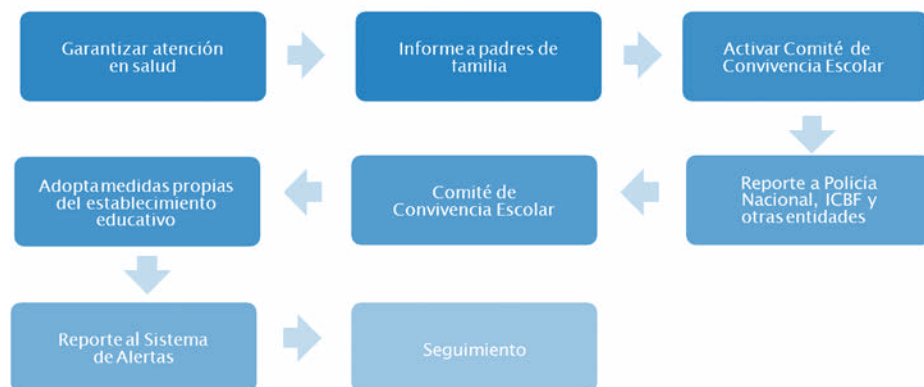 Garantizar atención
en salud
Informe a padres de
familia
Activar Comité de
Convivencia Escolar
Reporte a Policía
Nacional, ICBF y
otras entidades
Comité de
Convivencia Escolar
Adopta medidas propias
del establecimiento
educativo
Reporte al Sistema
de Alertas
Seguimiento